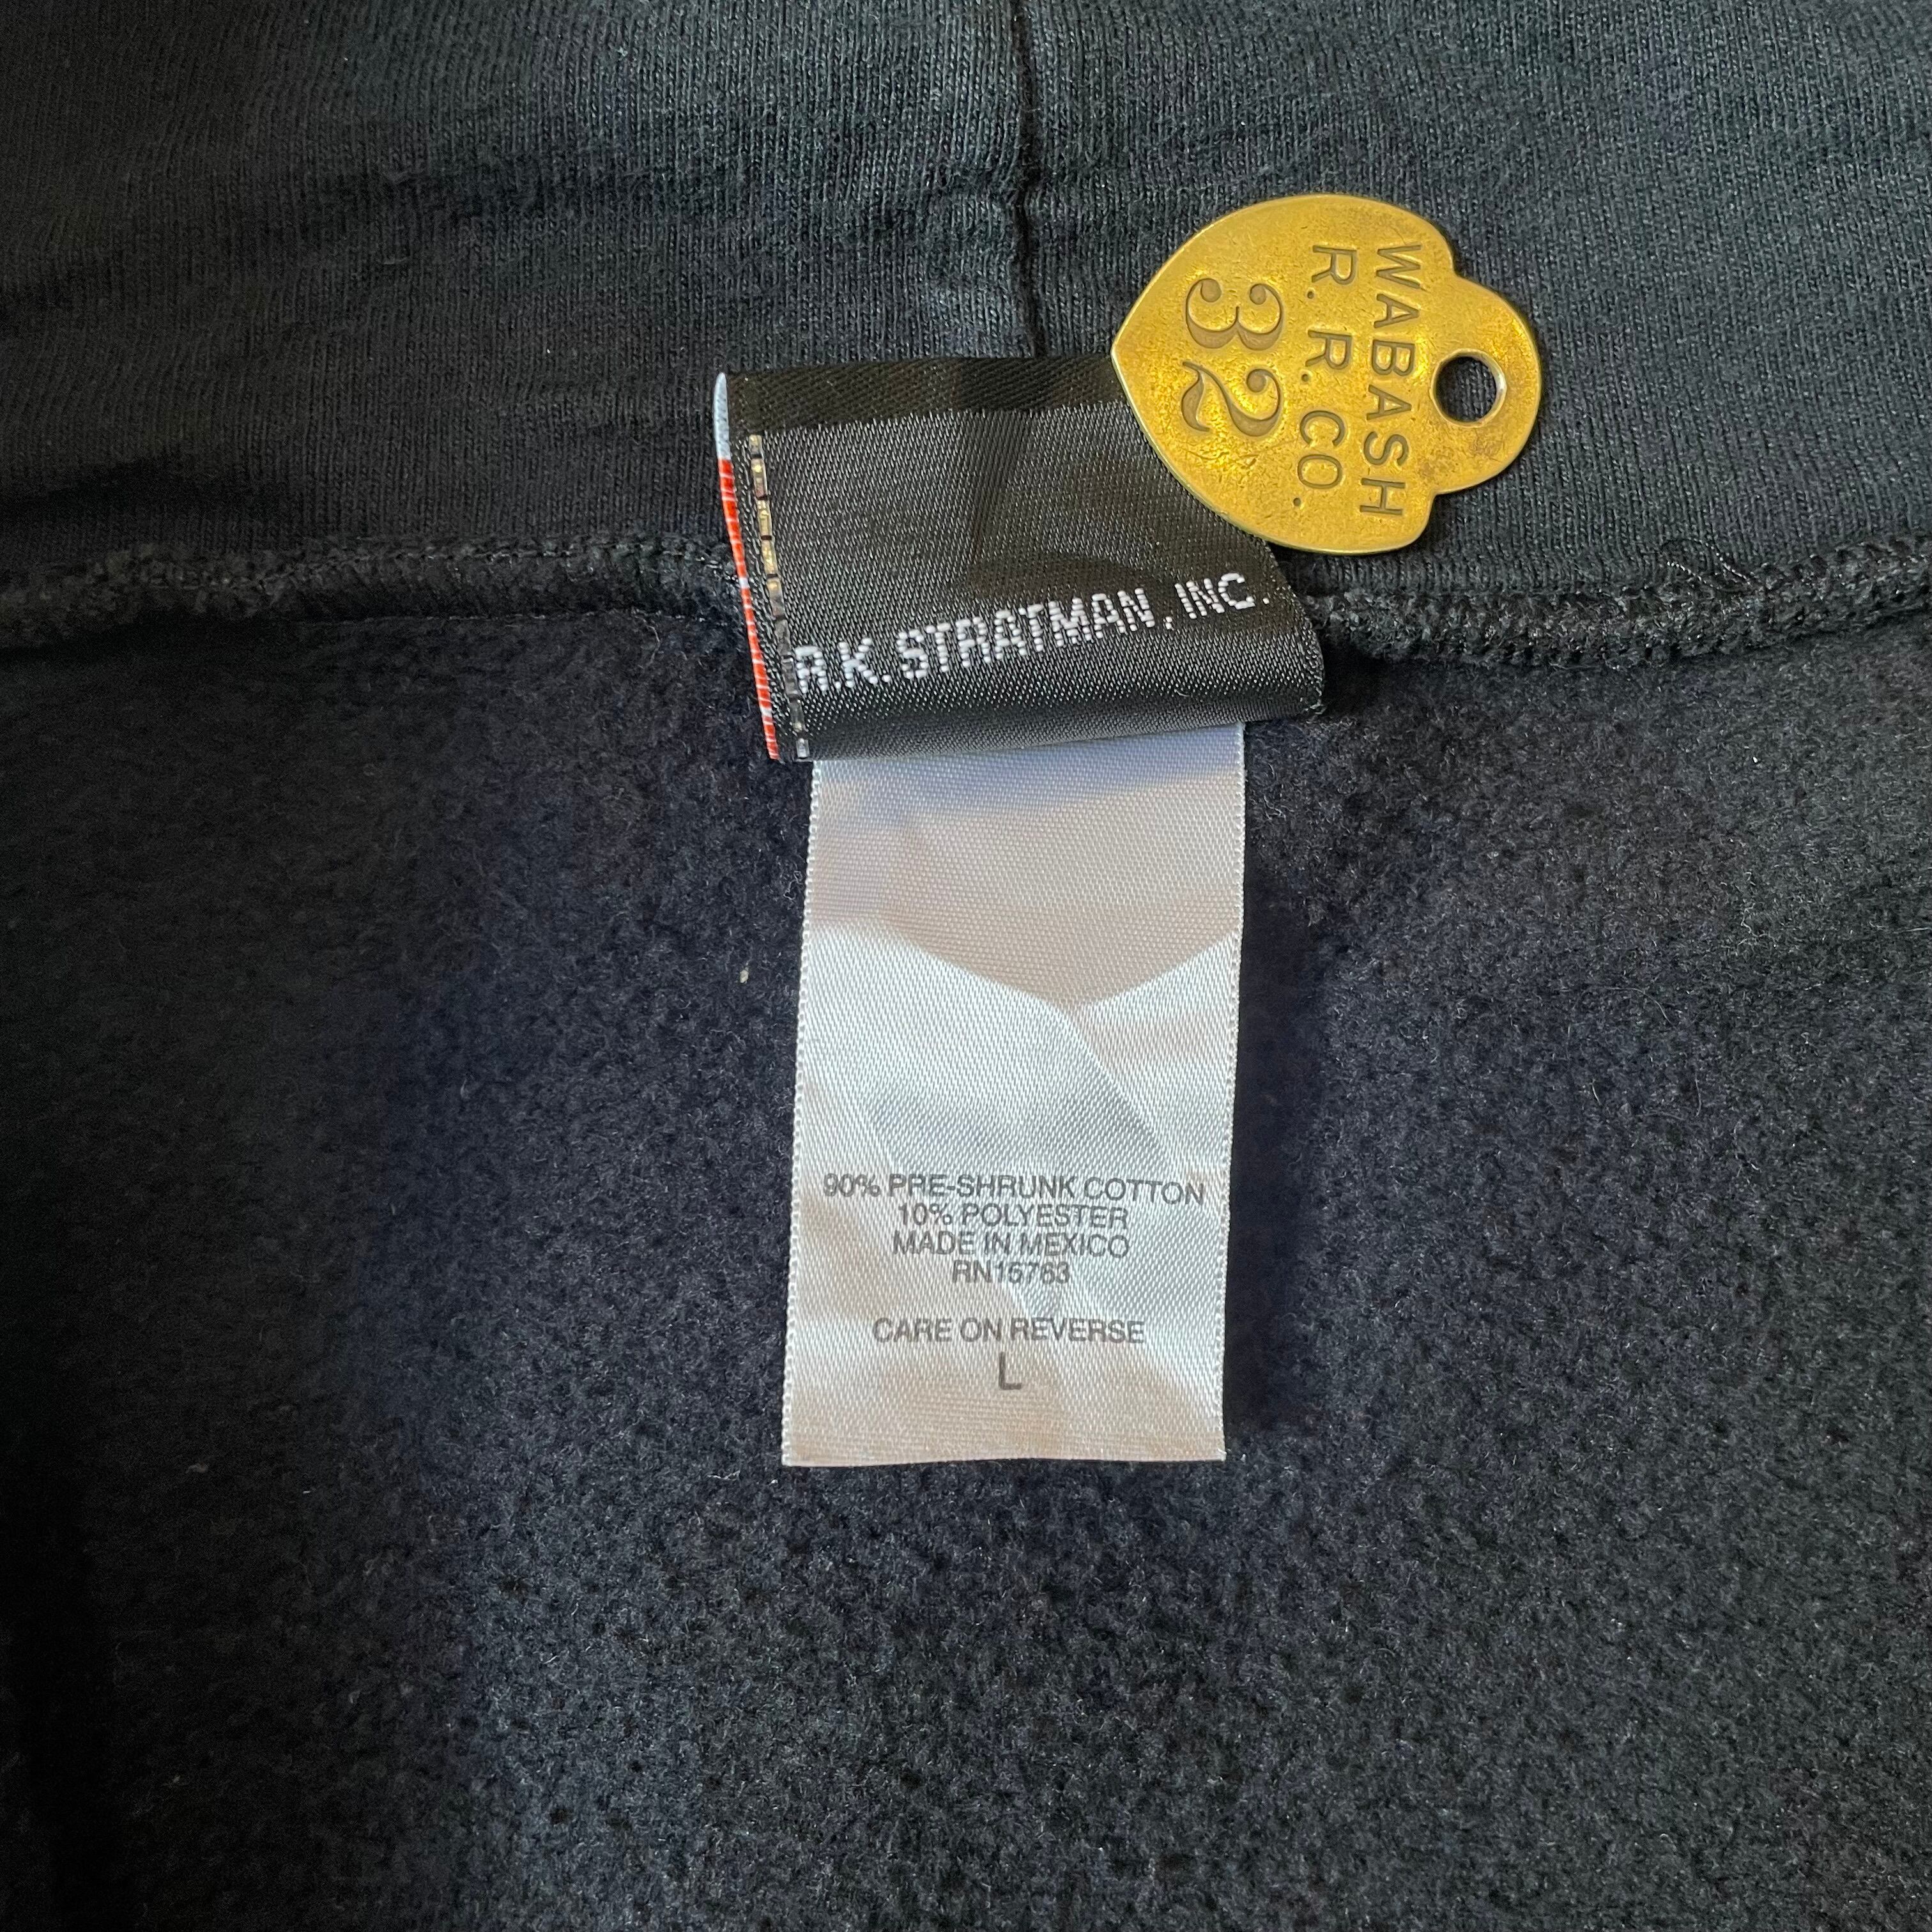 WABASH
R. R. CO.
32
R.K. STRATMAN, INC.
90% PRE-SHRUNK COTTON
10% POLYESTER
MADE IN MEXICO
RN15763
CARE ON REVERSE
L